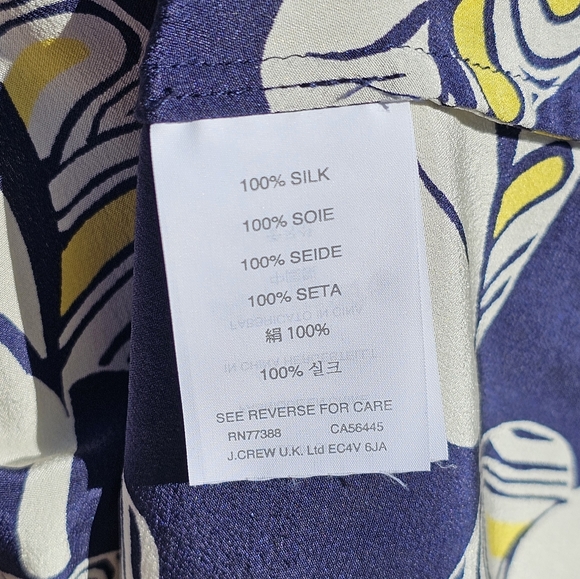 100% SILK
100% SOIE
100% SEIDE
100% SETA
絹 100%
100% 실크
SEE REVERSE FOR CARE
RN77388 CA56445
J.CREW U.K. Ltd EC4V 6JA